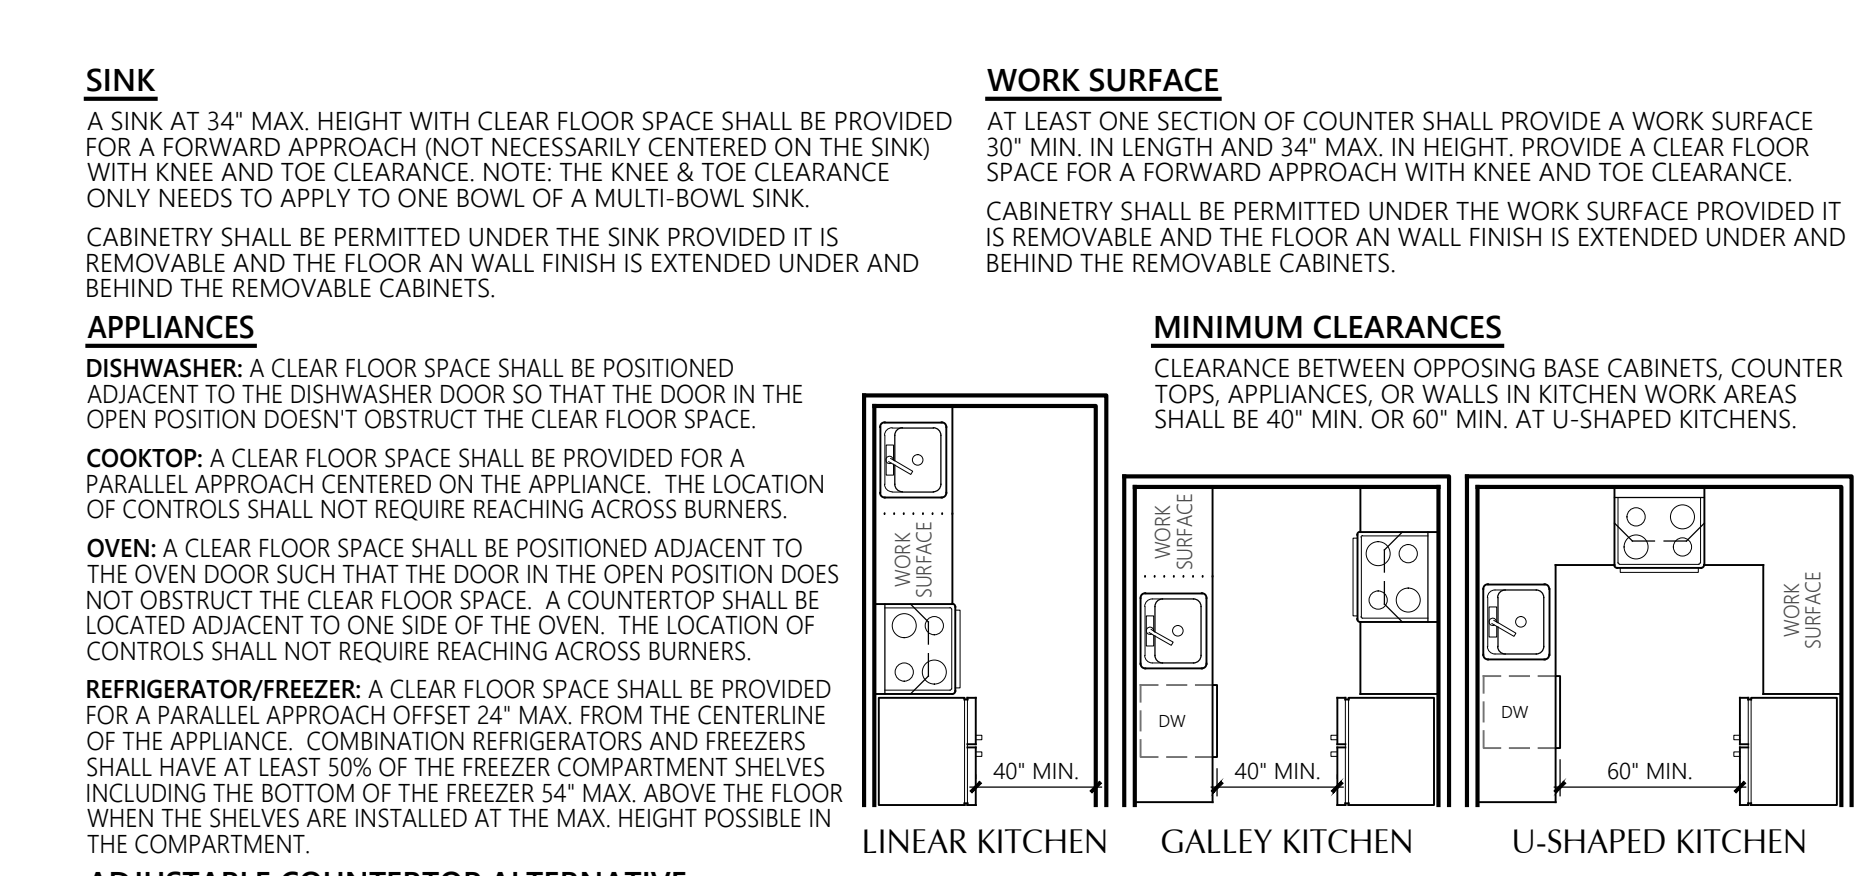 SINK
A SINK AT 34" MAX. HEIGHT WITH CLEAR FLOOR SPACE SHALL BE PROVIDED
FOR A FORWARD APPROACH (NOT NECESSARILY CENTERED ON THE SINK)
WITH KNEE AND TOE CLEARANCE. NOTE: THE KNEE & TOE CLEARANCE
ONLY NEEDS TO APPLY TO ONE BOWL OF A MULTI-BOWL SINK.
CABINETRY SHALL BE PERMITTED UNDER THE SINK PROVIDED IT IS
REMOVABLE AND THE FLOOR AN WALL FINISH IS EXTENDED UNDER AND
BEHIND THE REMOVABLE CABINETS.
WORK SURFACE
AT LEAST ONE SECTION OF COUNTER SHALL PROVIDE A WORK SURFACE
30" MIN. IN LENGTH AND 34" MAX. IN HEIGHT. PROVIDE A CLEAR FLOOR
SPACE FOR A FORWARD APPROACH WITH KNEE AND TOE CLEARANCE.
CABINETRY SHALL BE PERMITTED UNDER THE WORK SURFACE PROVIDED IT
IS REMOVABLE AND THE FLOOR AN WALL FINISH IS EXTENDED UNDER AND
BEHIND THE REMOVABLE CABINETS.
APPLIANCES
DISHWASHER: A CLEAR FLOOR SPACE SHALL BE POSITIONED
ADJACENT TO THE DISHWASHER DOOR SO THAT THE DOOR IN THE
OPEN POSITION DOESN'T OBSTRUCT THE CLEAR FLOOR SPACE.
COOKTOP: A CLEAR FLOOR SPACE SHALL BE PROVIDED FOR A
PARALLEL APPROACH CENTERED ON THE APPLIANCE. THE LOCATION
OF CONTROLS SHALL NOT REQUIRE REACHING ACROSS BURNERS.
OVEN: A CLEAR FLOOR SPACE SHALL BE POSITIONED ADJACENT TO
THE OVEN DOOR SUCH THAT THE DOOR IN THE OPEN POSITION DOES
NOT OBSTRUCT THE CLEAR FLOOR SPACE. A COUNTERTOP SHALL BE
LOCATED ADJACENT TO ONE SIDE OF THE OVEN. THE LOCATION OF
CONTROLS SHALL NOT REQUIRE REACHING ACROSS BURNERS.
REFRIGERATOR/FREEZER: A CLEAR FLOOR SPACE SHALL BE PROVIDED
FOR A PARALLEL APPROACH OFFSET 24" MAX. FROM THE CENTERLINE
OF THE APPLIANCE. COMBINATION REFRIGERATORS AND FREEZERS
SHALL HAVE AT LEAST 50% OF THE FREEZER COMPARTMENT SHELVES
INCLUDING THE BOTTOM OF THE FREEZER 54" MAX. ABOVE THE FLOOR
WHEN THE SHELVES ARE INSTALLED AT THE MAX. HEIGHT POSSIBLE IN
THE COMPARTMENT.
ADJUSTABLE COUNTERTOP ALTERNATIVE
MINIMUM CLEARANCES
CLEARANCE BETWEEN OPPOSING BASE CABINETS, COUNTER
TOPS, APPLIANCES, OR WALLS IN KITCHEN WORK AREAS
SHALL BE 40" MIN. OR 60" MIN. AT U-SHAPED KITCHENS.
WORK
SURFACE
40" MIN.
LINEAR KITCHEN
WORK
SURFACE
DW
40" MIN.
GALLEY KITCHEN
WORK
SURFACE
DW
60" MIN.
U-SHAPED KITCHEN